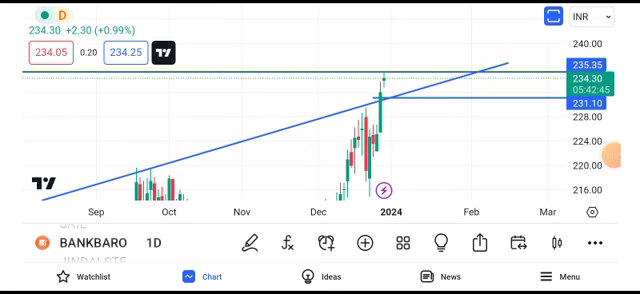 D
INR
234.30 +2.30 (+0.99%)
234.05 0.20 234.25
240.00
235.35
234.30
05:42:45
231.10
228.00
224.00
220.00
216.00
Sep Oct Nov Dec 2024 Feb Mar
SAIL
BANKBARO 1D
JINDALSTE
Watchlist Chart Ideas News Menu